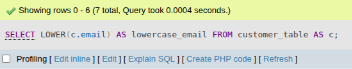 Showing rows 0 - 6 (7 total, Query took 0.0004 seconds.)
SELECT LOWER(c.email) AS lowercase_email FROM customer_table AS c;
Profiling [ Edit inline ] [ Edit ] [ Explain SQL ] [ Create PHP code ] [ Refresh ]